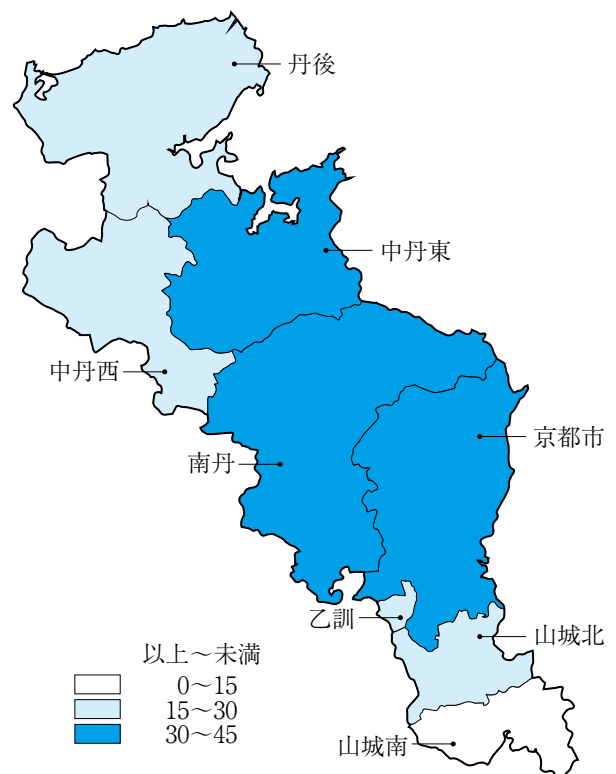 丹後
中丹東
中丹西
京都市
南丹
乙訓
山城北
以上～未満
0～15
15～30
30～45
山城南